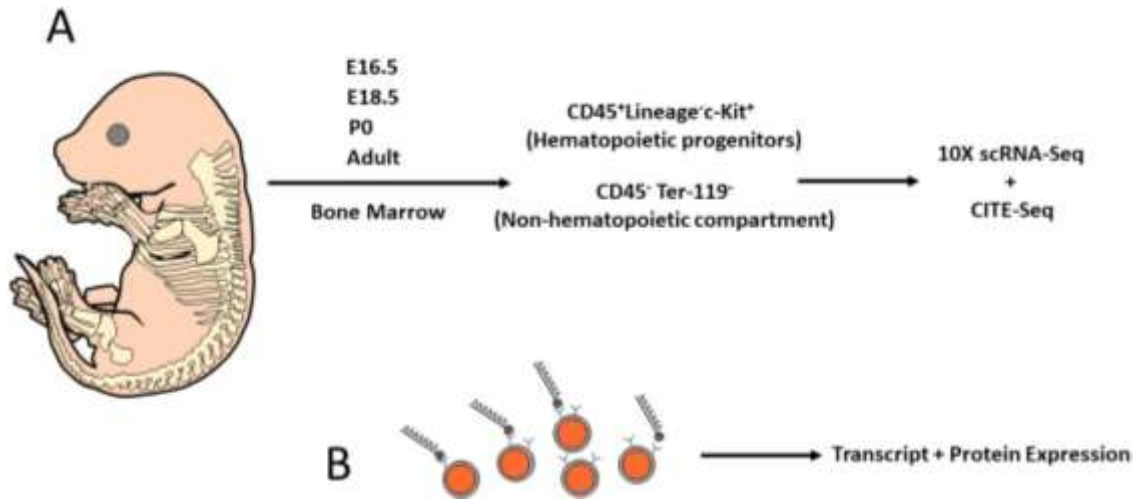 A
E16.5
E18.5
P0
Adult
Bone Marrow
CD45⁺Lineage⁻c-Kit⁺
(Hematopoietic progenitors)
CD45⁻ Ter-119⁻
(Non-hematopoietic compartment)
10X scRNA-Seq
+
CITE-Seq
B
Transcript + Protein Expression